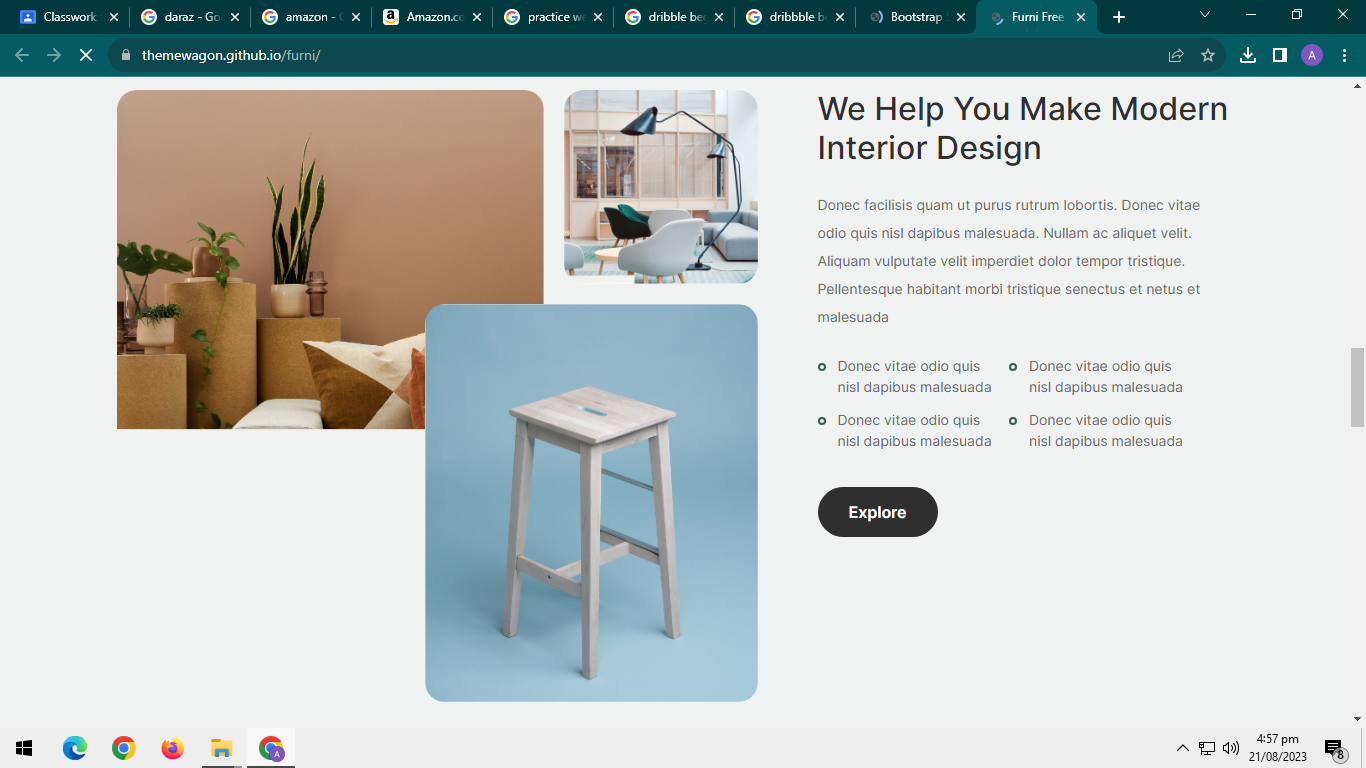 Classwork
daraz - Go
amazon - G
Amazon.co
practice we
dribble be
dribbble b
Bootstrap
Furni Free
themewagon.github.io/furni/
A
We Help You Make Modern
Interior Design
Donec facilisis quam ut purus rutrum lobortis. Donec vitae
odio quis nisl dapibus malesuada. Nullam ac aliquet velit.
Aliquam vulputate velit imperdiet dolor tempor tristique.
Pellentesque habitant morbi tristique senectus et netus et
malesuada
Donec vitae odio quis
nisl dapibus malesuada
Donec vitae odio quis
nisl dapibus malesuada
Donec vitae odio quis
nisl dapibus malesuada
Donec vitae odio quis
nisl dapibus malesuada
Explore
A
4:57 pm
21/08/2023
8